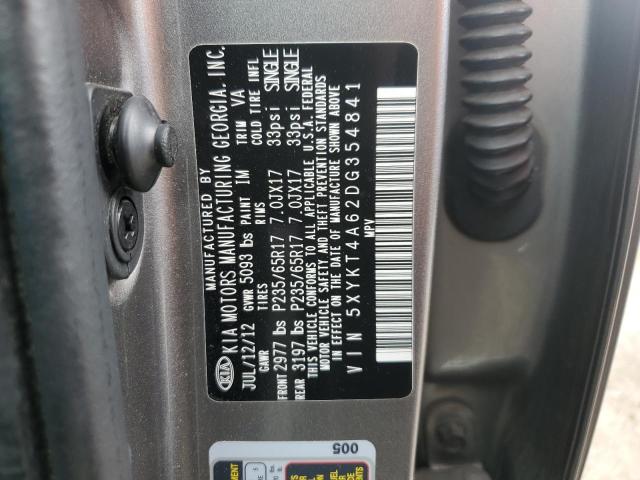 MANUFACTURED BY
KIA KIA MOTORS MANUFACTURING GEORGIA, INC.
JUL/12/12 GVWR 5093 lbs PAINT IM TRIM VA
GAWR TIRES RIMS COLD TIRE INFL
FRONT 2977 lbs P235/65R17 7.0JX17 33psi SINGLE
REAR 3197 lbs P235/65R17 7.0JX17 33psi SINGLE
THIS VEHICLE CONFORMS TO ALL APPLICABLE U.S.A. FEDERAL
MOTOR VEHICLE SAFETY AND THEFT PREVENTION STANDARDS
IN EFFECT ON THE DATE OF MANUFACTURE SHOWN ABOVE
VIN 5XYKT4A62DG354841
MPV
005